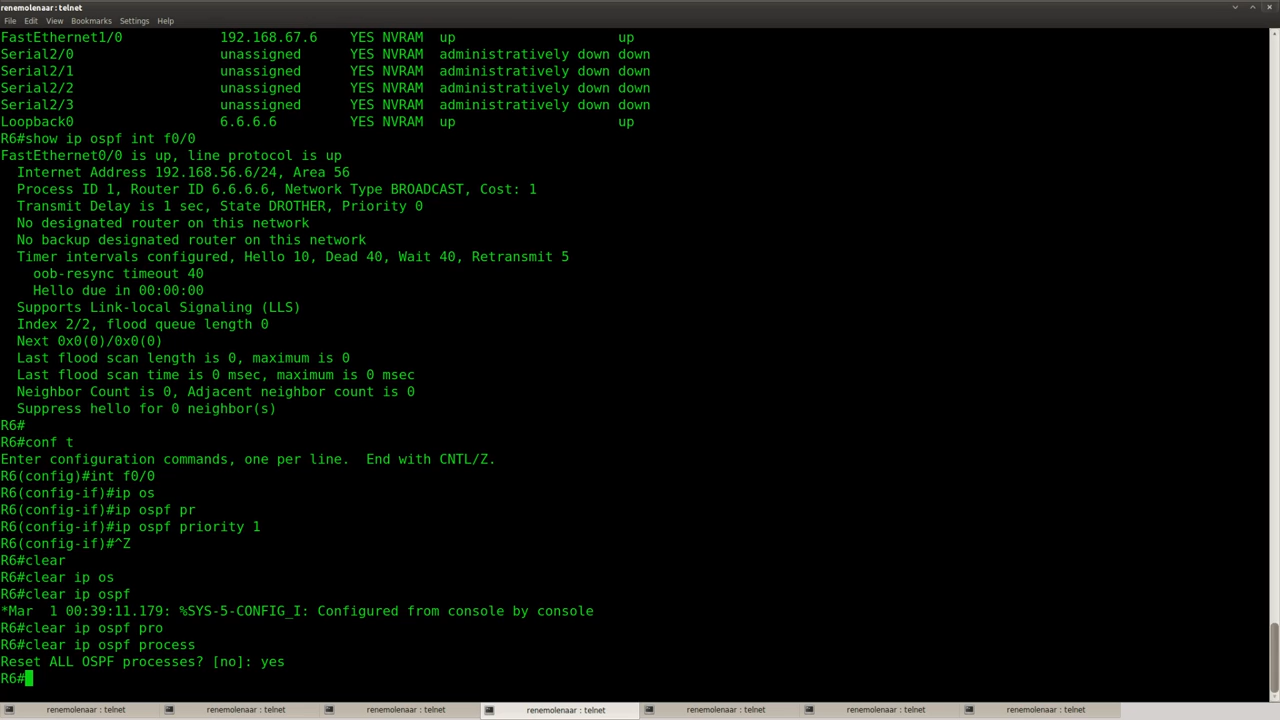 renemolenaar : telnet
File Edit View Bookmarks Settings Help
FastEthernet1/0 192.168.67.6 YES NVRAM up up
Serial2/0 unassigned YES NVRAM administratively down down
Serial2/1 unassigned YES NVRAM administratively down down
Serial2/2 unassigned YES NVRAM administratively down down
Serial2/3 unassigned YES NVRAM administratively down down
Loopback0 6.6.6.6 YES NVRAM up up
R6#show ip ospf int f0/0
FastEthernet0/0 is up, line protocol is up
Internet Address 192.168.56.6/24, Area 56
Process ID 1, Router ID 6.6.6.6, Network Type BROADCAST, Cost: 1
Transmit Delay is 1 sec, State DROTHER, Priority 0
No designated router on this network
No backup designated router on this network
Timer intervals configured, Hello 10, Dead 40, Wait 40, Retransmit 5
oob-resync timeout 40
Hello due in 00:00:00
Supports Link-local Signaling (LLS)
Index 2/2, flood queue length 0
Next 0x0(0)/0x0(0)
Last flood scan length is 0, maximum is 0
Last flood scan time is 0 msec, maximum is 0 msec
Neighbor Count is 0, Adjacent neighbor count is 0
Suppress hello for 0 neighbor(s)
R6#
R6#conf t
Enter configuration commands, one per line. End with CNTL/Z.
R6(config)#int f0/0
R6(config-if)#ip os
R6(config-if)#ip ospf pr
R6(config-if)#ip ospf priority 1
R6(config-if)#^Z
R6#clear
R6#clear ip os
R6#clear ip ospf
*Mar 1 00:39:11.179: %SYS-5-CONFIG_I: Configured from console by console
R6#clear ip ospf pro
R6#clear ip ospf process
Reset ALL OSPF processes? [no]: yes
R6#
renemolenaar : telnet renemolenaar : telnet renemolenaar : telnet renemolenaar : telnet renemolenaar : telnet renemolenaar : telnet renemolenaar : telnet